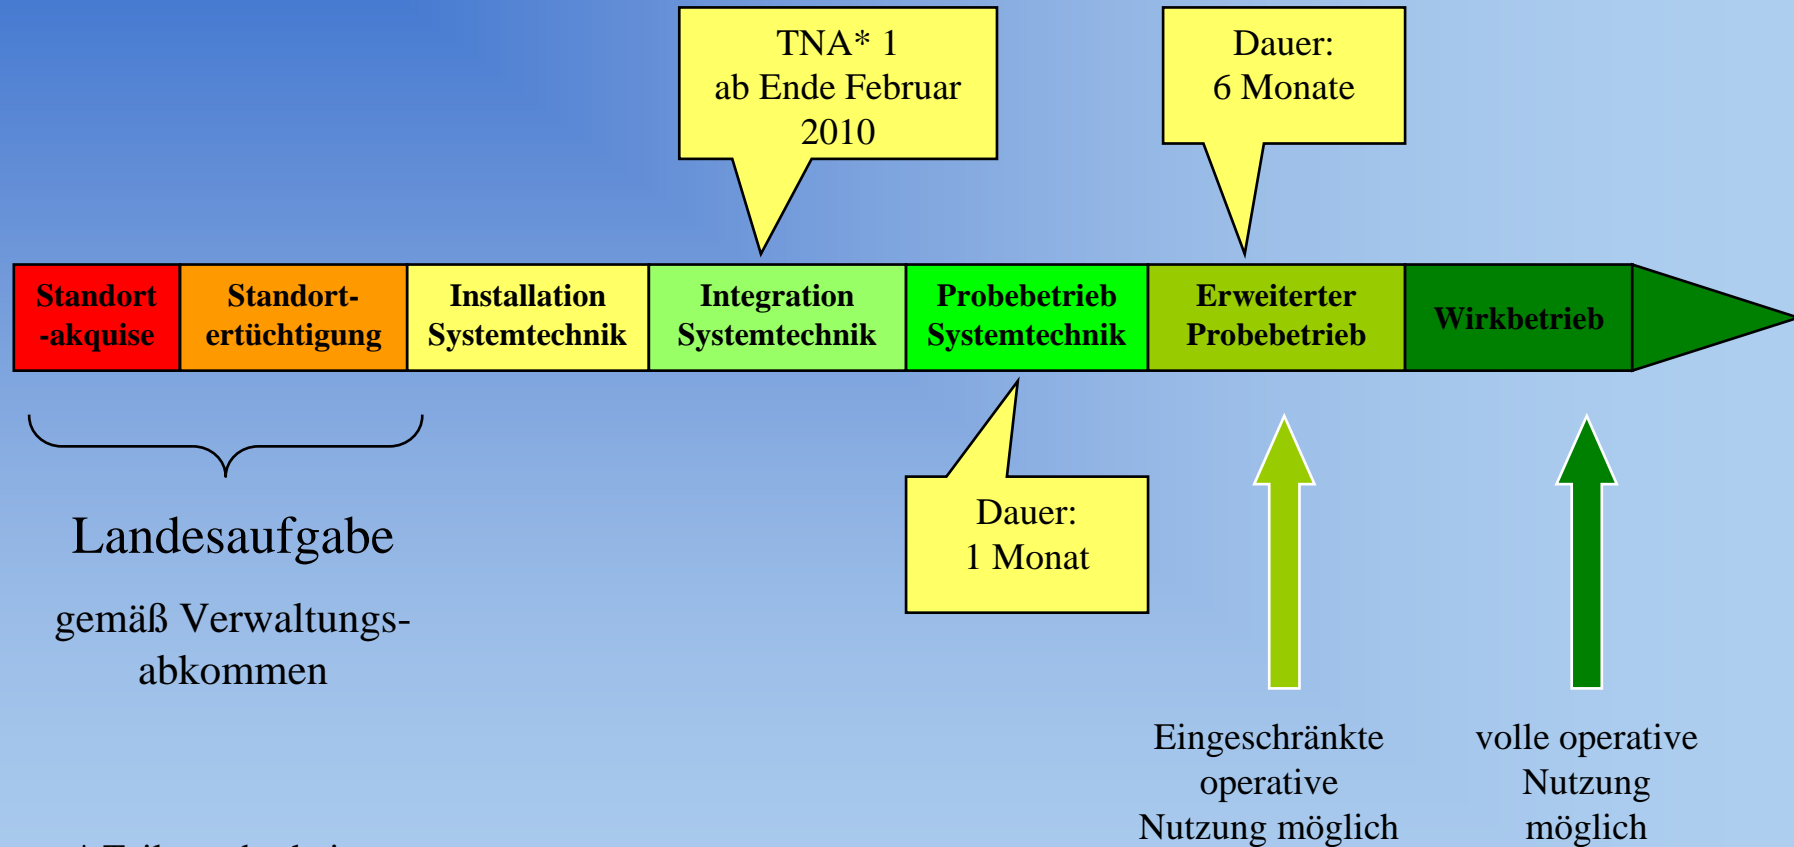 TNA* 1
ab Ende Februar
2010
Dauer:
6 Monate
Standort
-akquise
Standort-
ertüchtigung
Installation
Systemtechnik
Integration
Systemtechnik
Probebetrieb
Systemtechnik
Erweiterter
Probebetrieb
Wirkbetrieb
Landesaufgabe
gemäß Verwaltungs-
abkommen
Dauer:
1 Monat
Eingeschränkte
operative
Nutzung möglich
volle operative
Nutzung
möglich